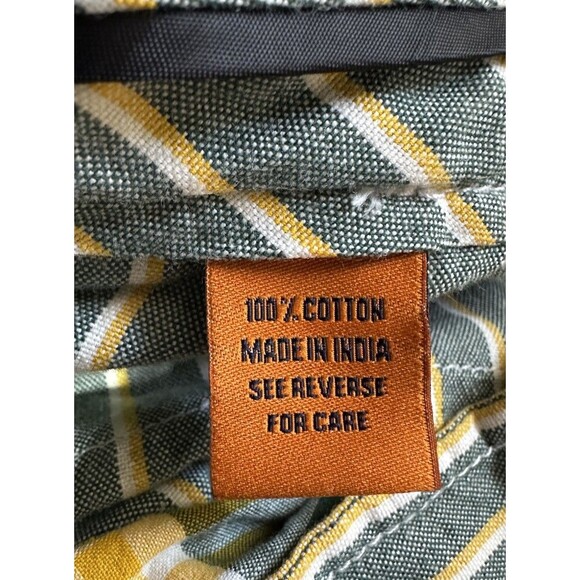 100% COTTON
MADE IN INDIA
SEE REVERSE
FOR CARE